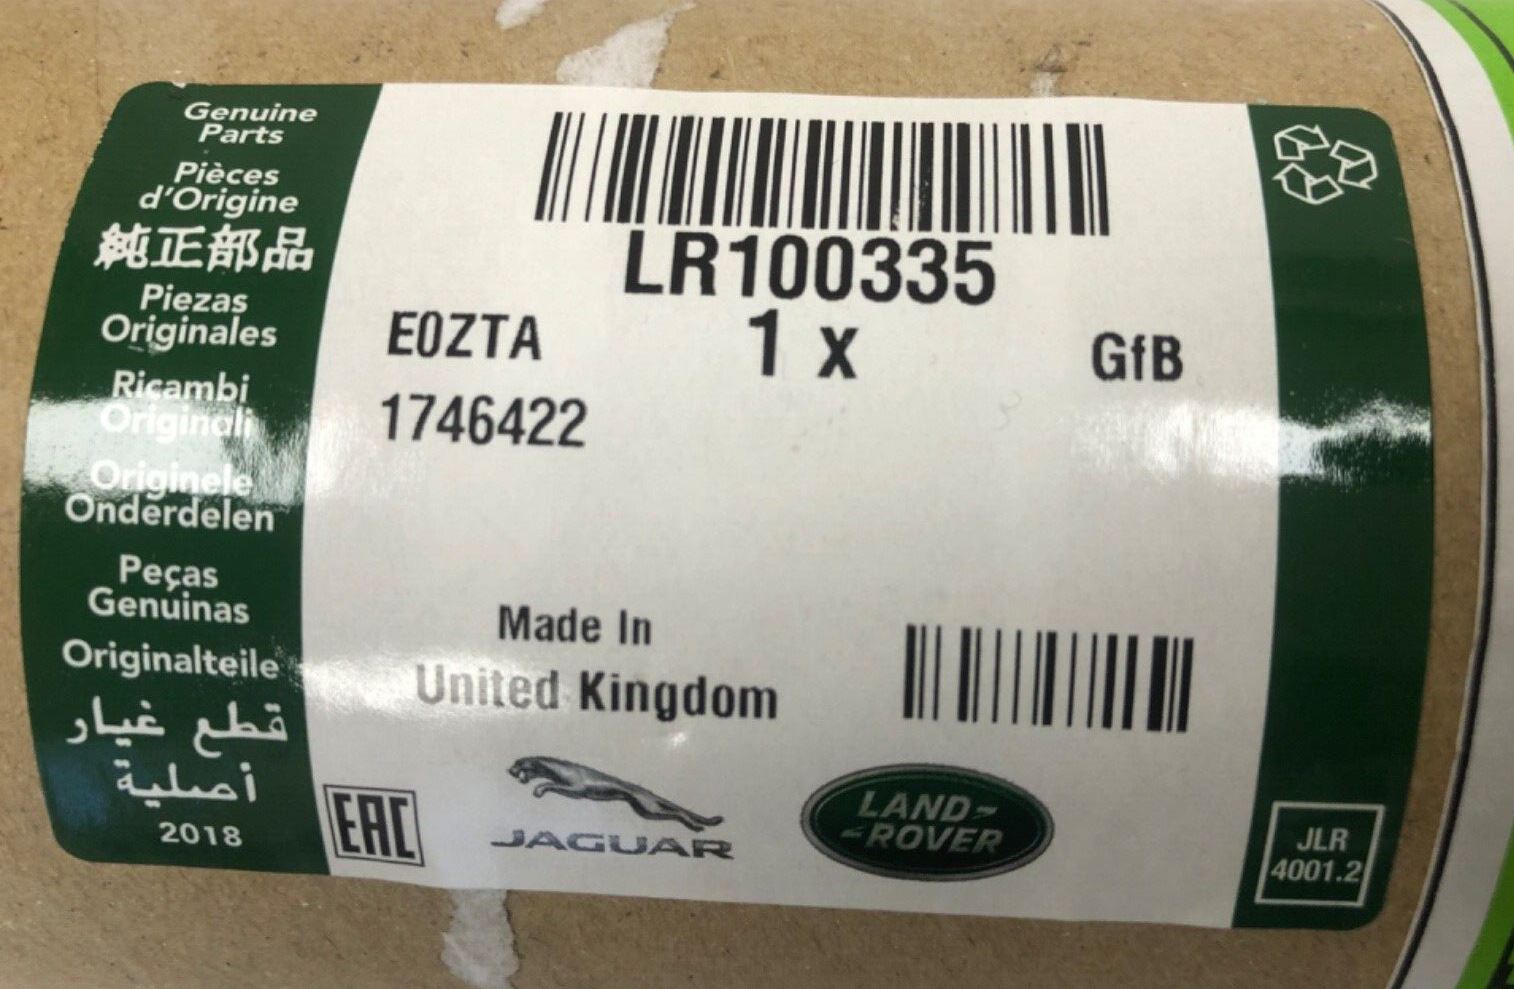 Genuine
Parts
Pièces
d'Origine
純正部品
Piezas
Originales
Ricambi
Originali
Originele
Onderdelen
Peças
Genuinas
Originalteile
قطع غيار
أصلية
2018
LR100335
E0ZTA 1 x GfB
1746422
Made In
United Kingdom
EAC
JAGUAR
LAND-
-ROVER
JLR
4001.2